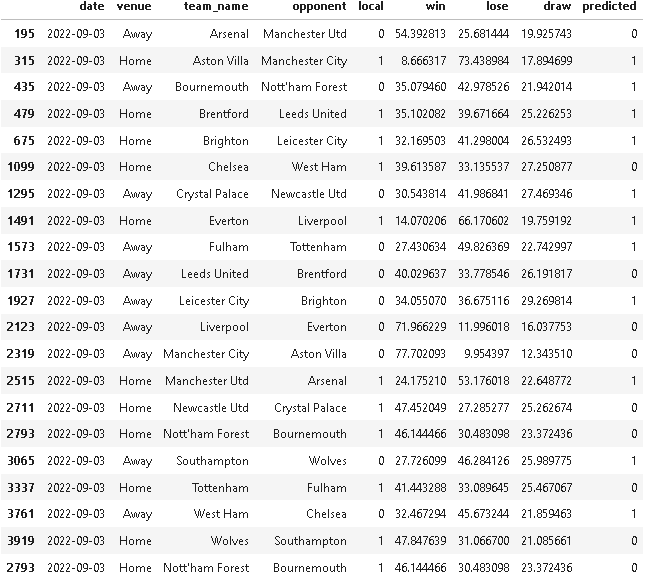 date venue team_name opponent local win lose draw predicted
195 2022-09-03 Away Arsenal Manchester Utd 0 54.392813 25.681444 19.925743 0
315 2022-09-03 Home Aston Villa Manchester City 1 8.666317 73.438984 17.894699 1
435 2022-09-03 Away Bournemouth Nott'ham Forest 0 35.079460 42.978526 21.942014 1
479 2022-09-03 Home Brentford Leeds United 1 35.102082 39.671664 25.226253 1
675 2022-09-03 Home Brighton Leicester City 1 32.169503 41.298004 26.532493 1
1099 2022-09-03 Home Chelsea West Ham 1 39.613587 33.135537 27.250877 0
1295 2022-09-03 Away Crystal Palace Newcastle Utd 0 30.543814 41.986841 27.469346 1
1491 2022-09-03 Home Everton Liverpool 1 14.070206 66.170602 19.759192 1
1573 2022-09-03 Away Fulham Tottenham 0 27.430634 49.826369 22.742997 1
1731 2022-09-03 Away Leeds United Brentford 0 40.029637 33.778546 26.191817 0
1927 2022-09-03 Away Leicester City Brighton 0 34.055070 36.675116 29.269814 1
2123 2022-09-03 Away Liverpool Everton 0 71.966229 11.996018 16.037753 0
2319 2022-09-03 Away Manchester City Aston Villa 0 77.702093 9.954397 12.343510 0
2515 2022-09-03 Home Manchester Utd Arsenal 1 24.175210 53.176018 22.648772 1
2711 2022-09-03 Home Newcastle Utd Crystal Palace 1 47.452049 27.285277 25.262674 0
2793 2022-09-03 Home Nott'ham Forest Bournemouth 1 46.144466 30.483098 23.372436 0
3065 2022-09-03 Away Southampton Wolves 0 27.726099 46.284126 25.989775 1
3337 2022-09-03 Home Tottenham Fulham 1 41.443288 33.089645 25.467067 0
3761 2022-09-03 Away West Ham Chelsea 0 32.467294 45.673244 21.859463 1
3919 2022-09-03 Home Wolves Southampton 1 47.847639 31.066700 21.085661 0
2793 2022-09-03 Home Nott'ham Forest Bournemouth 1 46.144466 30.483098 23.372436 0